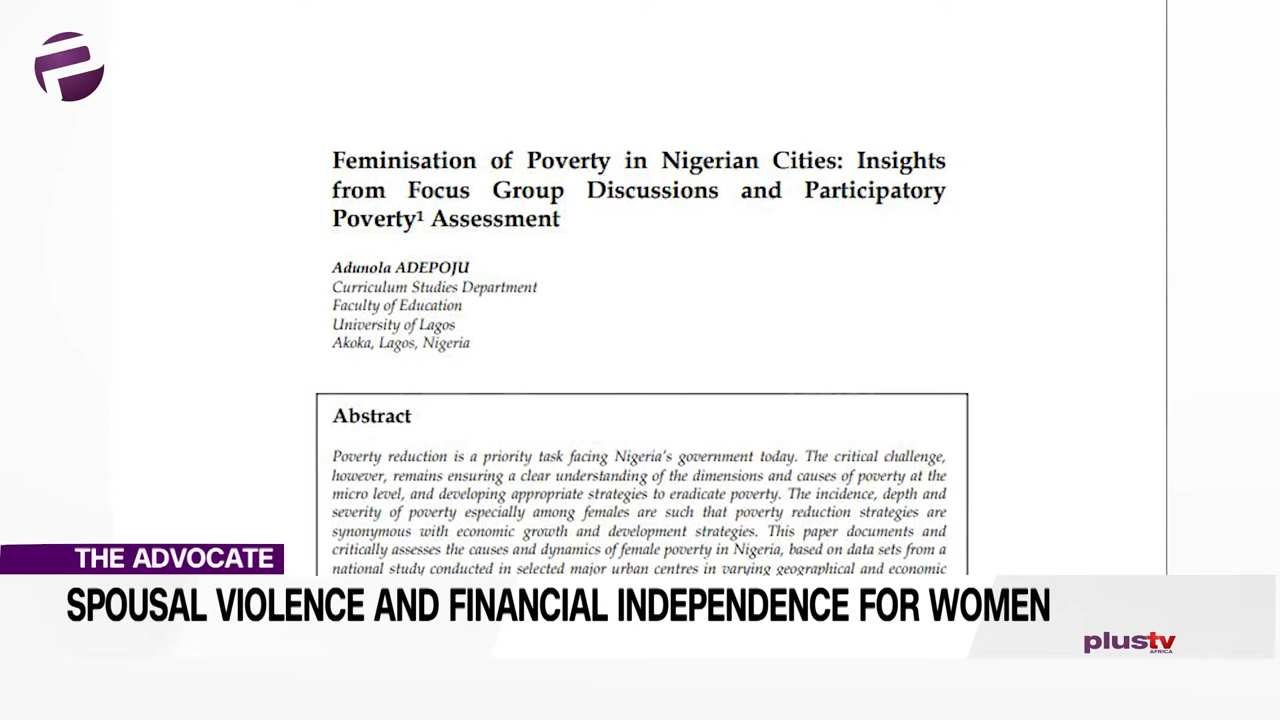 Feminisation of Poverty in Nigerian Cities: Insights
from Focus Group Discussions and Participatory
Poverty¹ Assessment
Adunola ADEPOJU
Curriculum Studies Department
Faculty of Education
University of Lagos
Akoka, Lagos, Nigeria
Abstract
Poverty reduction is a priority task facing Nigeria's government today. The critical challenge,
however, remains ensuring a clear understanding of the dimensions and causes of poverty at the
micro level, and developing appropriate strategies to eradicate poverty. The incidence, depth and
severity of poverty especially among females are such that poverty reduction strategies are
synonymous with economic growth and development strategies. This paper documents and
critically assesses the causes and dynamics of female poverty in Nigeria, based on data sets from a
national study conducted in selected major urban centres in varying geographical and economic
THE ADVOCATE
SPOUSAL VIOLENCE AND FINANCIAL INDEPENDENCE FOR WOMEN
plustv
AFRICA